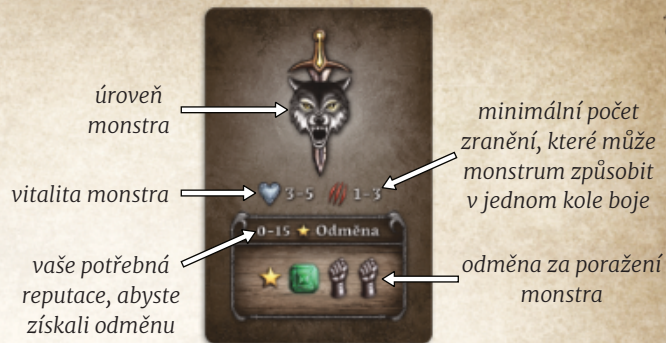 úroveň
monstra
minimální počet
zranění, které může
monstrum způsobit
v jednom kole boje
vitalita monstra
3-5 1-3
0-15 Odměna
vaše potřebná
reputace, abyste
získali odměnu
odměna za poražení
monstra